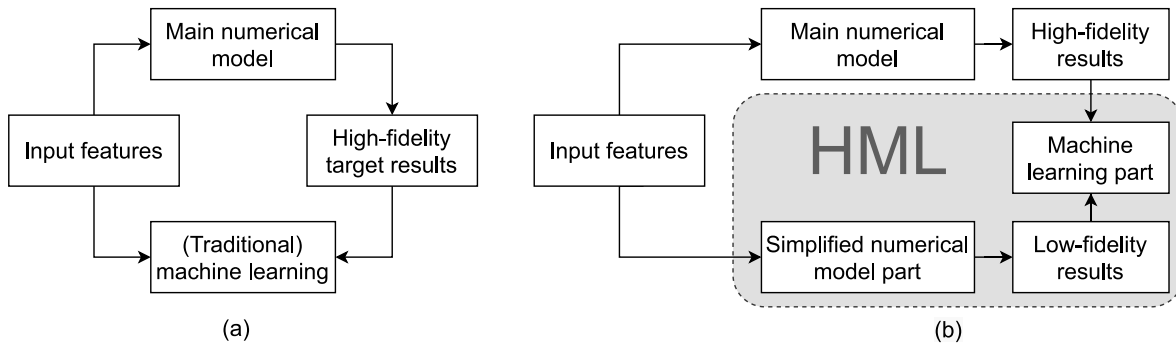 Main numerical
model
Input features
High-fidelity
target results
(Traditional)
machine learning
(a)
Main numerical
model
High-fidelity
results
Input features
HML
Machine
learning part
Simplified numerical
model part
Low-fidelity
results
(b)